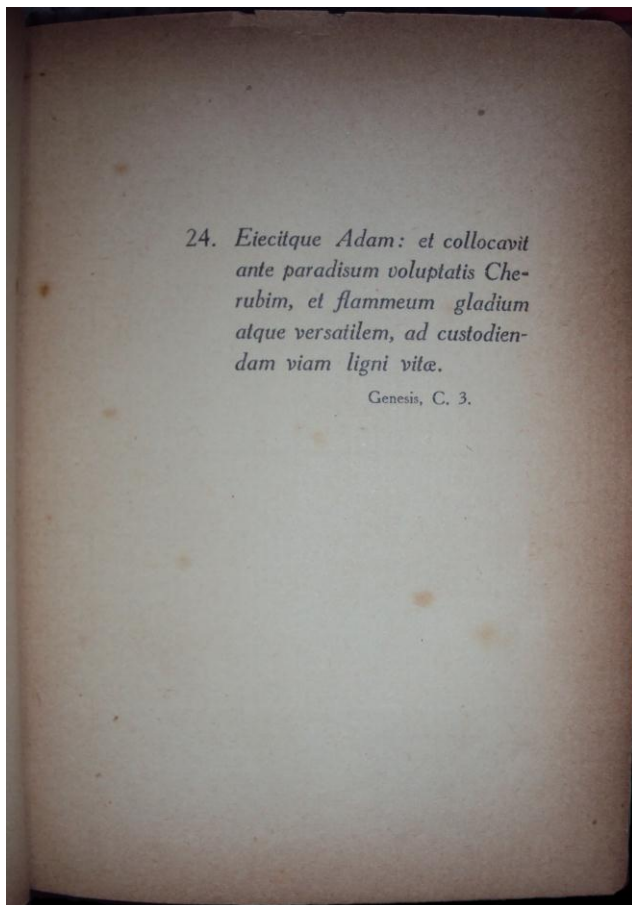 24. Eiecitque Adam: et collocavit
ante paradisum voluptatis Che-
rubim, et flammeum gladium
atque versatilem, ad custodien-
dam viam ligni vitæ.
Genesis, C. 3.